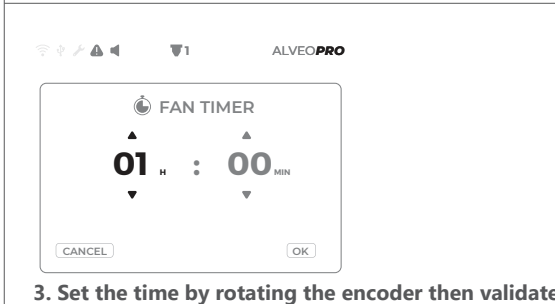 1 ALVEOPRO
FAN TIMER
01 H : 00 MIN
CANCEL OK
3. Set the time by rotating the encoder then validate